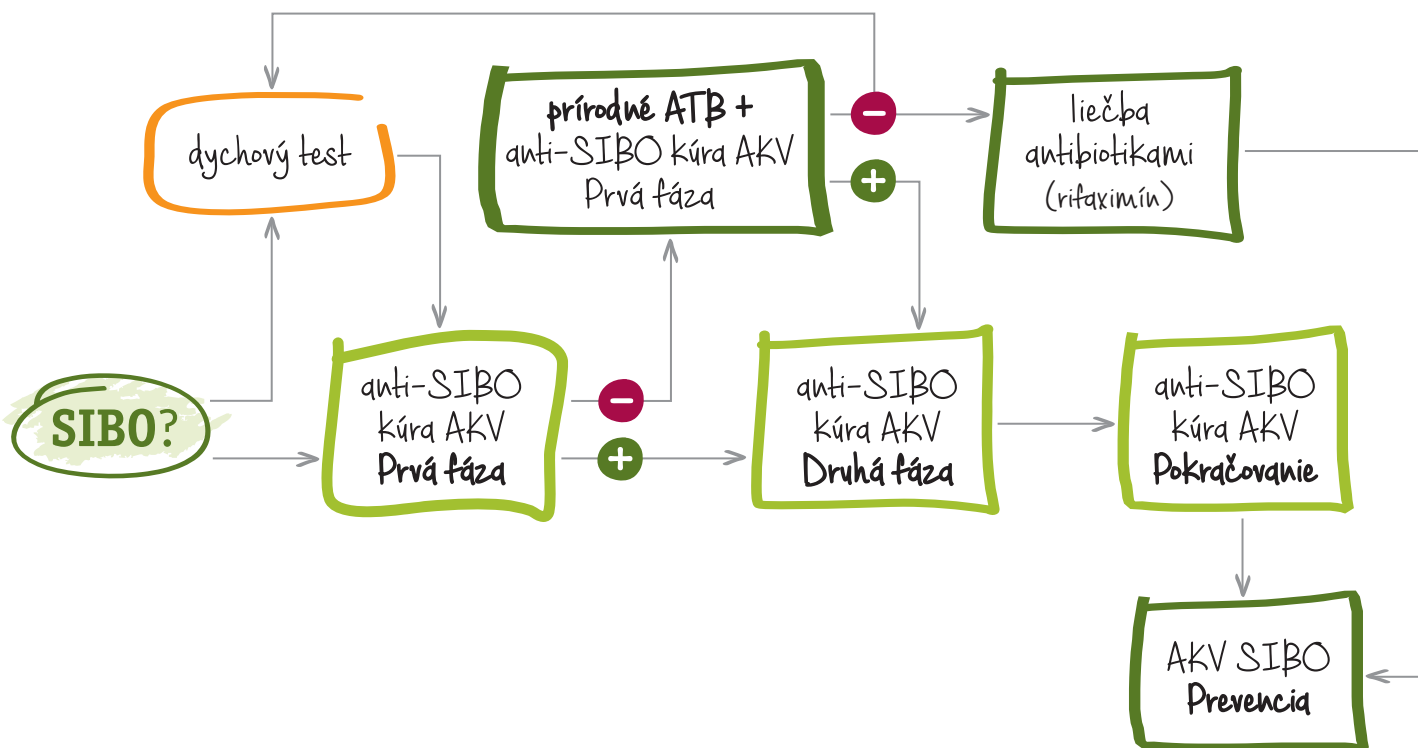 dychový test
prírodné ATB +
anti-SIBO kúra AKV
Prvá fáza
liečba
antibiotikami
(rifaximín)
SIBO?
anti-SIBO
kúra AKV
Prvá fáza
anti-SIBO
kúra AKV
Druhá fáza
anti-SIBO
kúra AKV
Pokračovanie
AKV SIBO
Prevencia